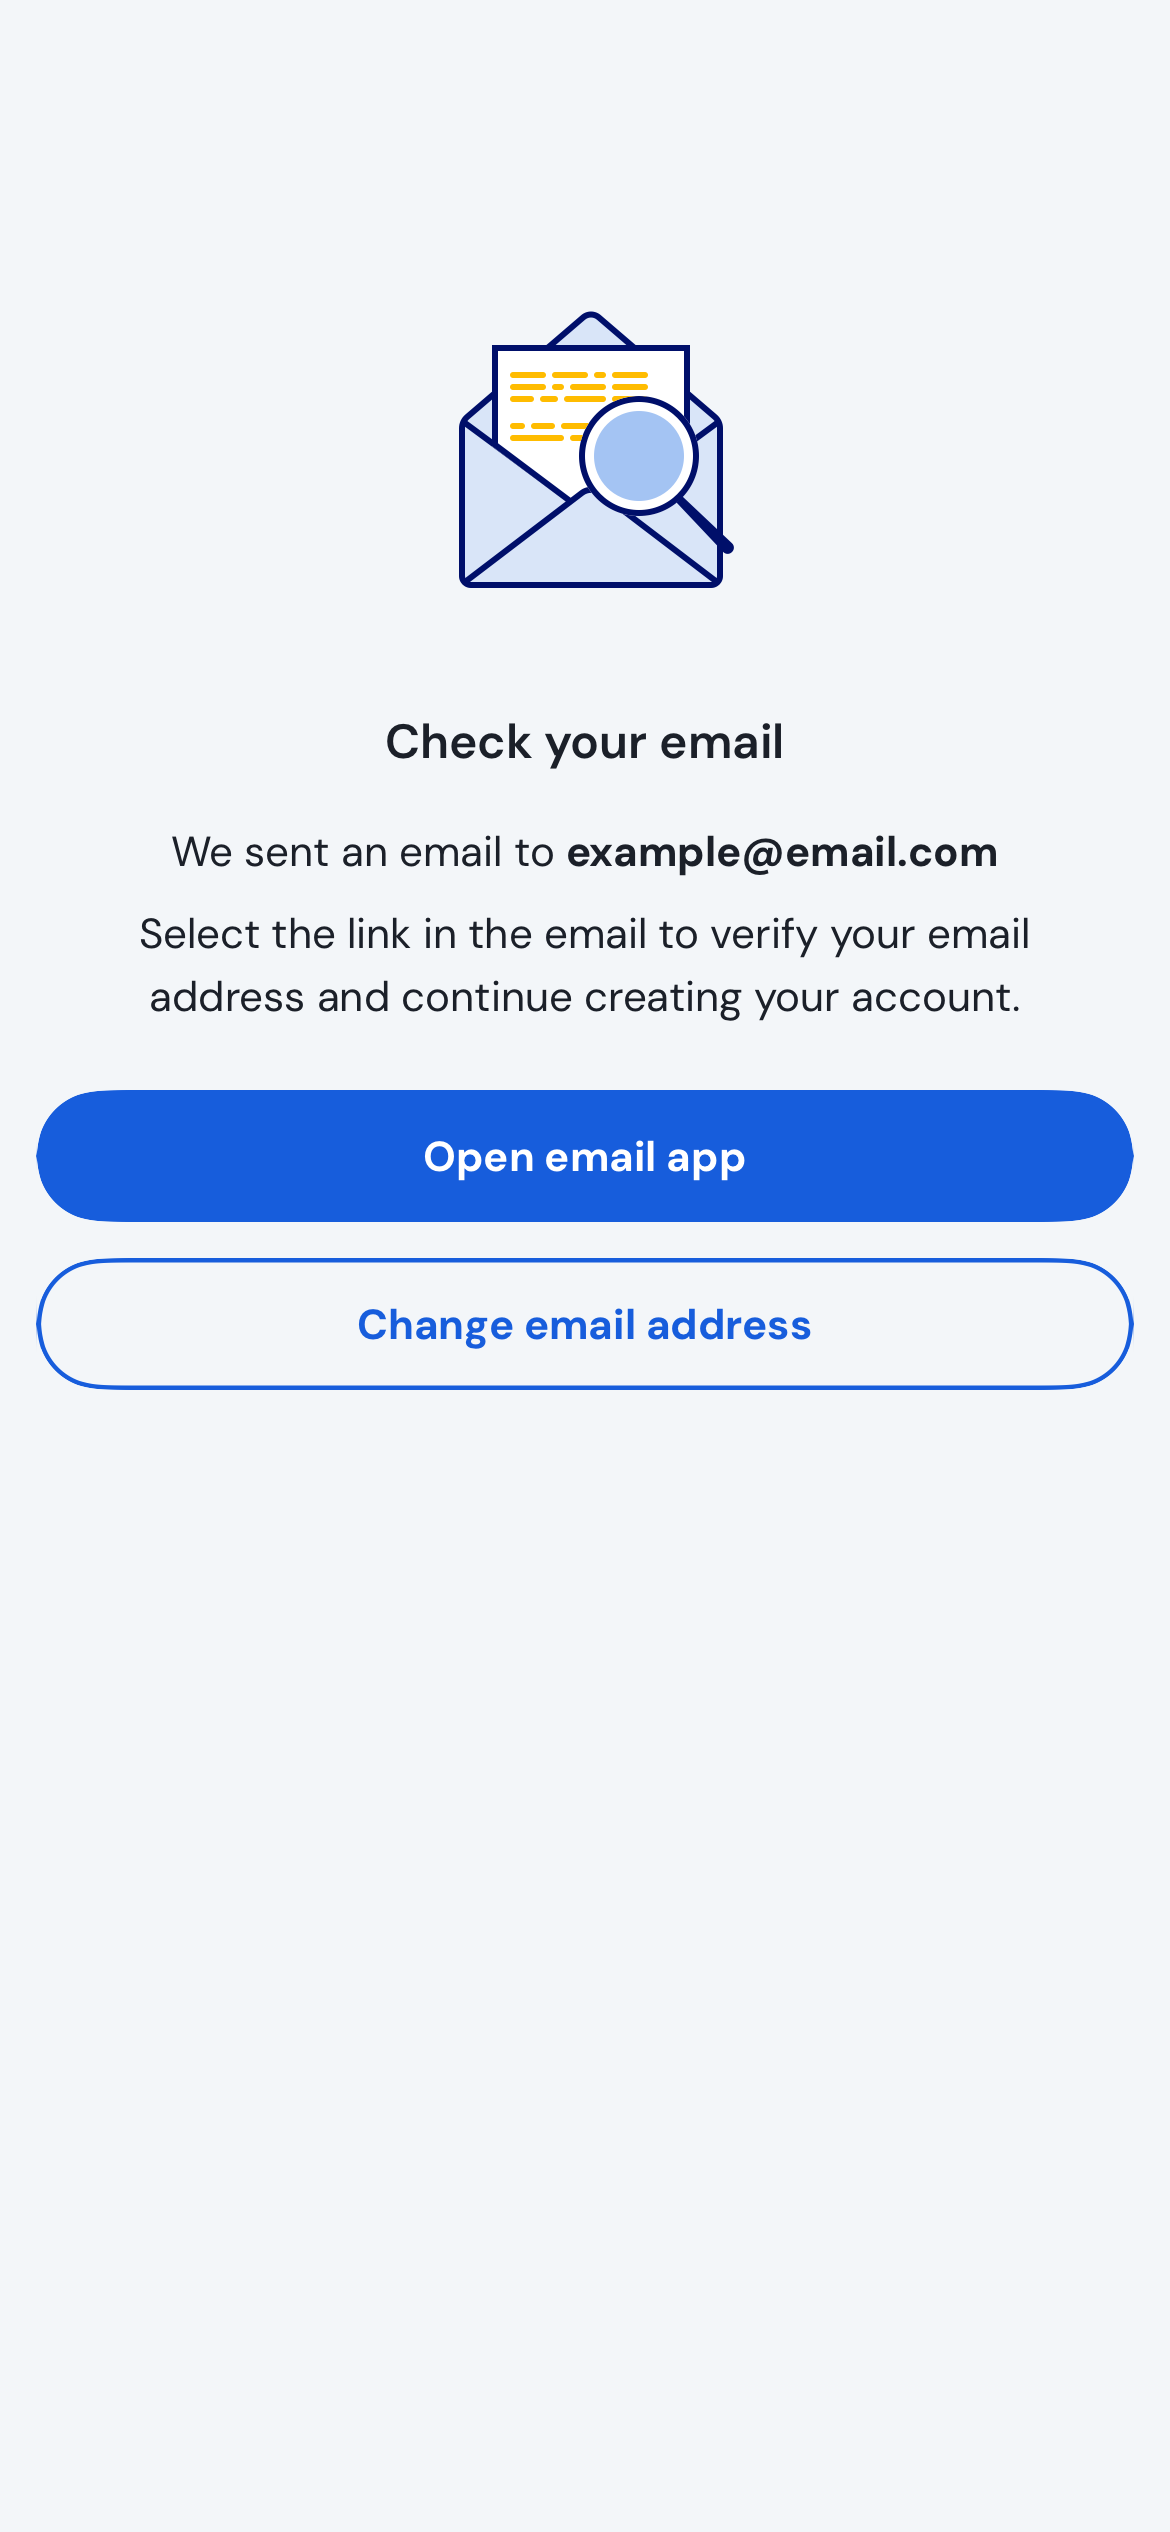 Check your email
We sent an email to example@email.com
Select the link in the email to verify your email
address and continue creating your account.
Open email app
Change email address